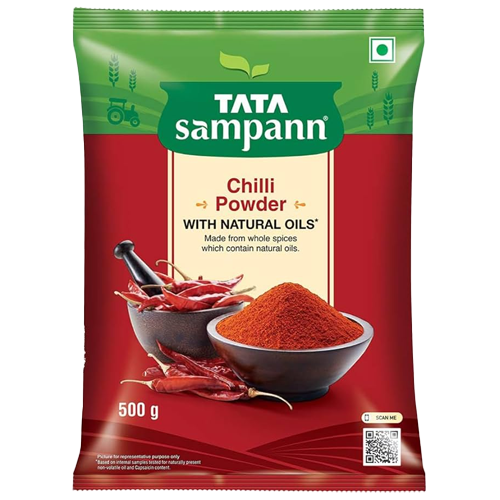 TATA
sampann®
Chilli
Powder
WITH NATURAL OILS*
Made from whole spices
which contain natural oils.
500 g
SCAN ME
Picture for representative purpose only
*Based on internal samples tested for naturally present
non-volatile oil and Capsaicin content.